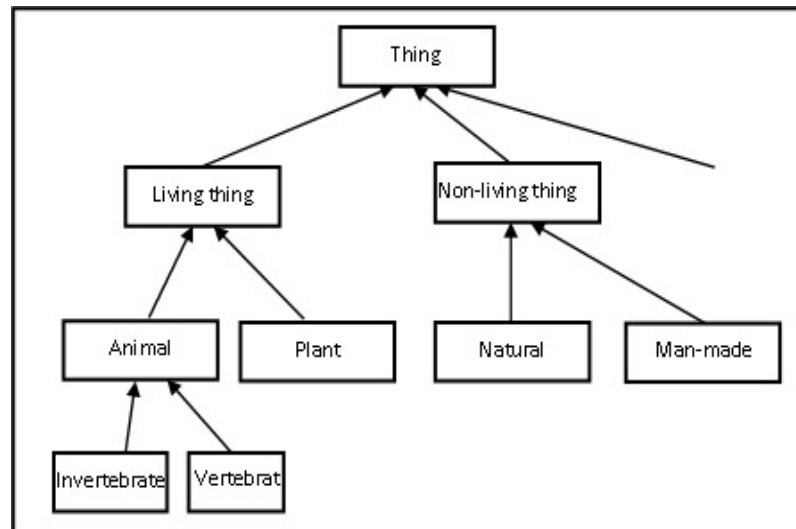 Thing
Living thing
Non-living thing
Animal
Plant
Natural
Man-made
Invertebrate
Vertebrat